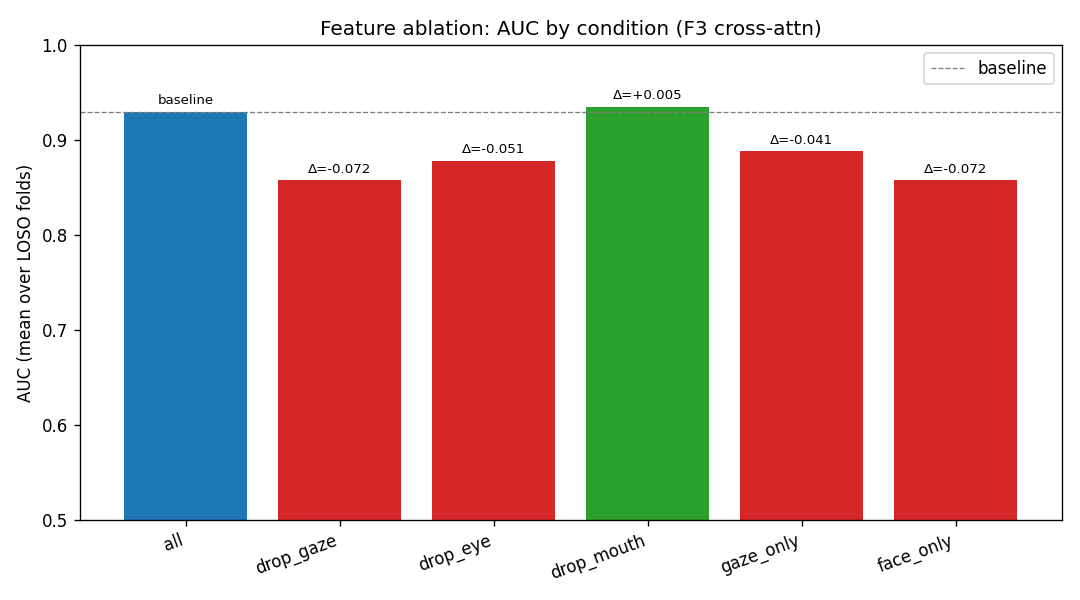 Feature ablation: AUC by condition (F3 cross-attn)
AUC (mean over LOSO folds)
1.0
0.9
0.8
0.7
0.6
0.5
baseline
baseline
Δ=-0.072
Δ=-0.051
Δ=+0.005
Δ=-0.041
Δ=-0.072
all
drop_gaze
drop_eye
drop_mouth
gaze_only
face_only